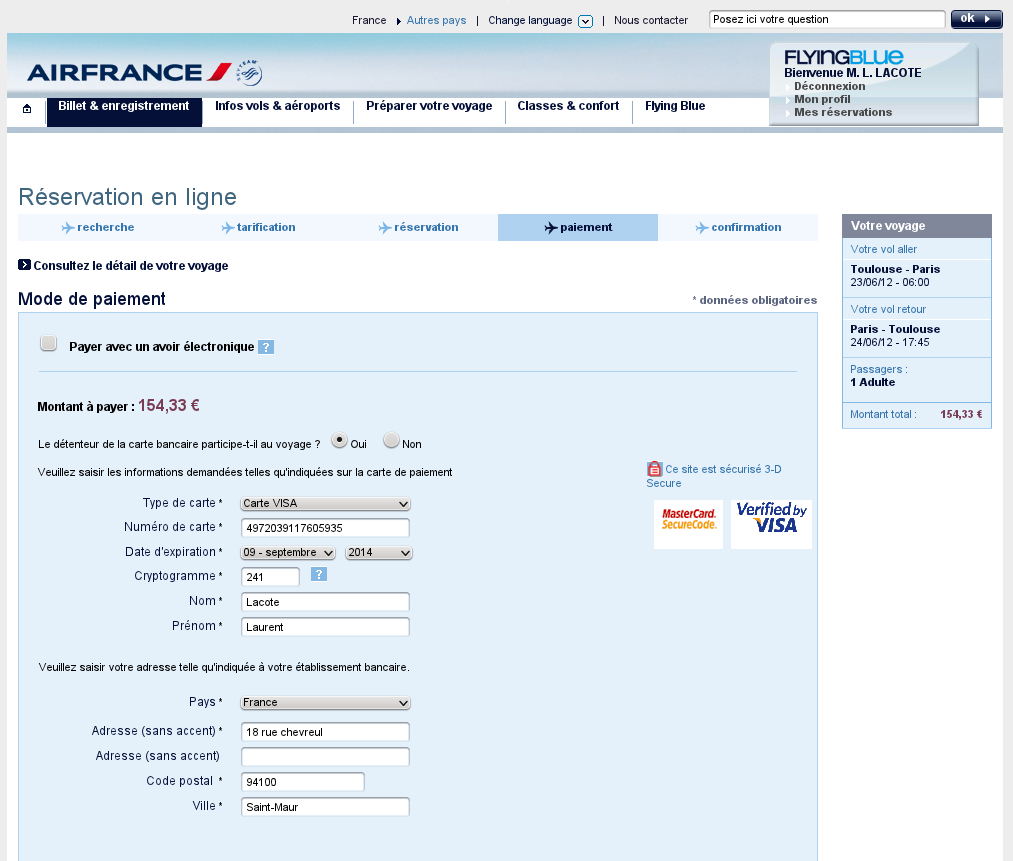 France Autres pays | Change language | Nous contacter Posez ici votre question ok
AIRFRANCE SKYTEAM
FLYINGBLUE
Bienvenue M. L. LACOTE
Déconnexion
Mon profil
Mes réservations
Billet & enregistrement Infos vols & aéroports Préparer votre voyage Classes & confort Flying Blue
Réservation en ligne
recherche tarification réservation paiement confirmation
Consultez le détail de votre voyage
Mode de paiement * données obligatoires
Payer avec un avoir électronique ?
Montant à payer : 154,33 €
Le détenteur de la carte bancaire participe-t-il au voyage ? Oui Non
Veuillez saisir les informations demandées telles qu'indiquées sur la carte de paiement
Type de carte * Carte VISA
Numéro de carte * 4972039117605935
Date d'expiration * 09 - septembre 2014
Cryptogramme * 241 ?
Nom * Lacote
Prénom * Laurent
Veuillez saisir votre adresse telle qu'indiquée à votre établissement bancaire.
Pays * France
Adresse (sans accent) * 18 rue chevreul
Adresse (sans accent)
Code postal * 94100
Ville * Saint-Maur
Ce site est sécurisé 3-D
Secure
MasterCard.
SecureCode.
Verified by
VISA
Votre voyage
Votre vol aller
Toulouse - Paris
23/06/12 - 06:00
Votre vol retour
Paris - Toulouse
24/06/12 - 17:45
Passagers :
1 Adulte
Montant total : 154,33 €